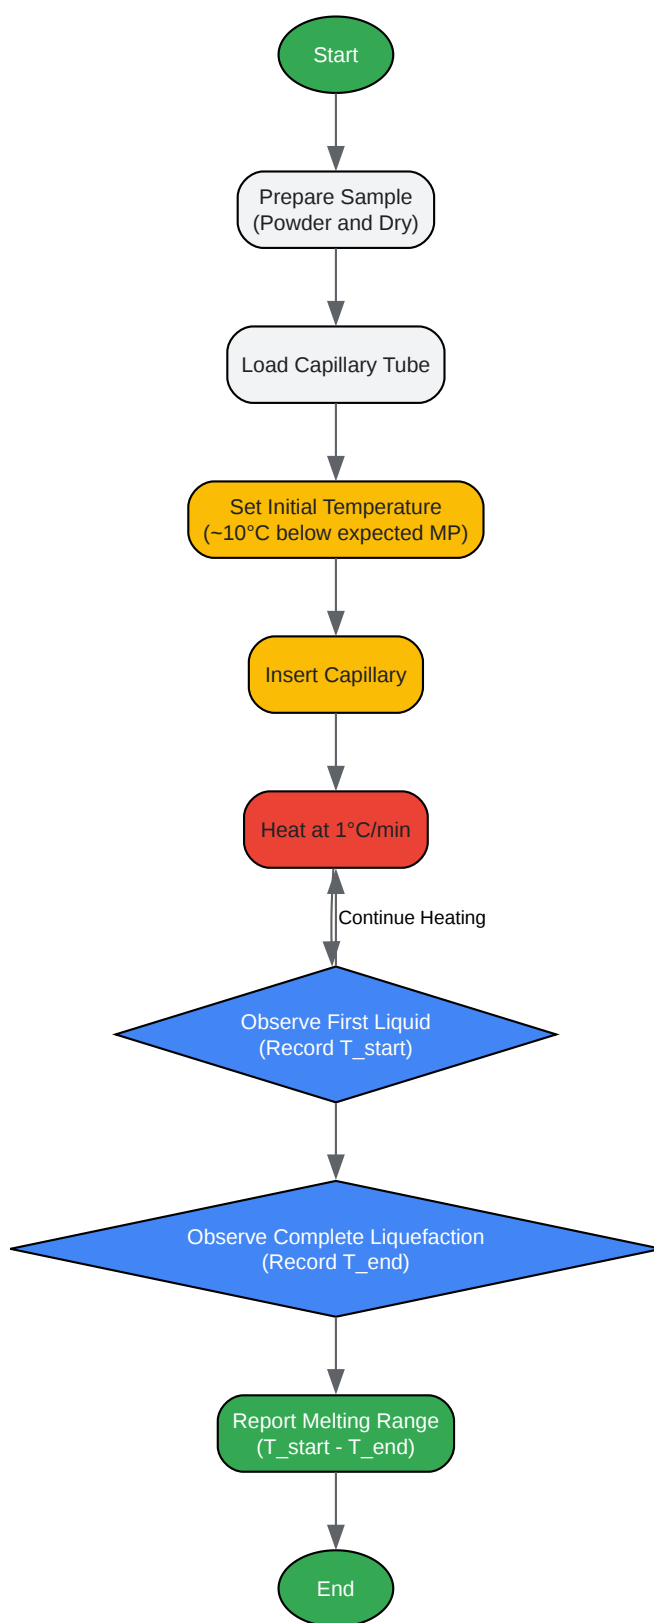 Start
Prepare Sample
(Powder and Dry)
Load Capillary Tube
Set Initial Temperature
(~10°C below expected MP)
Insert Capillary
Heat at 1°C/min
Continue Heating
Observe First Liquid
(Record T_start)
Observe Complete Liquefaction
(Record T_end)
Report Melting Range
(T_start - T_end)
End